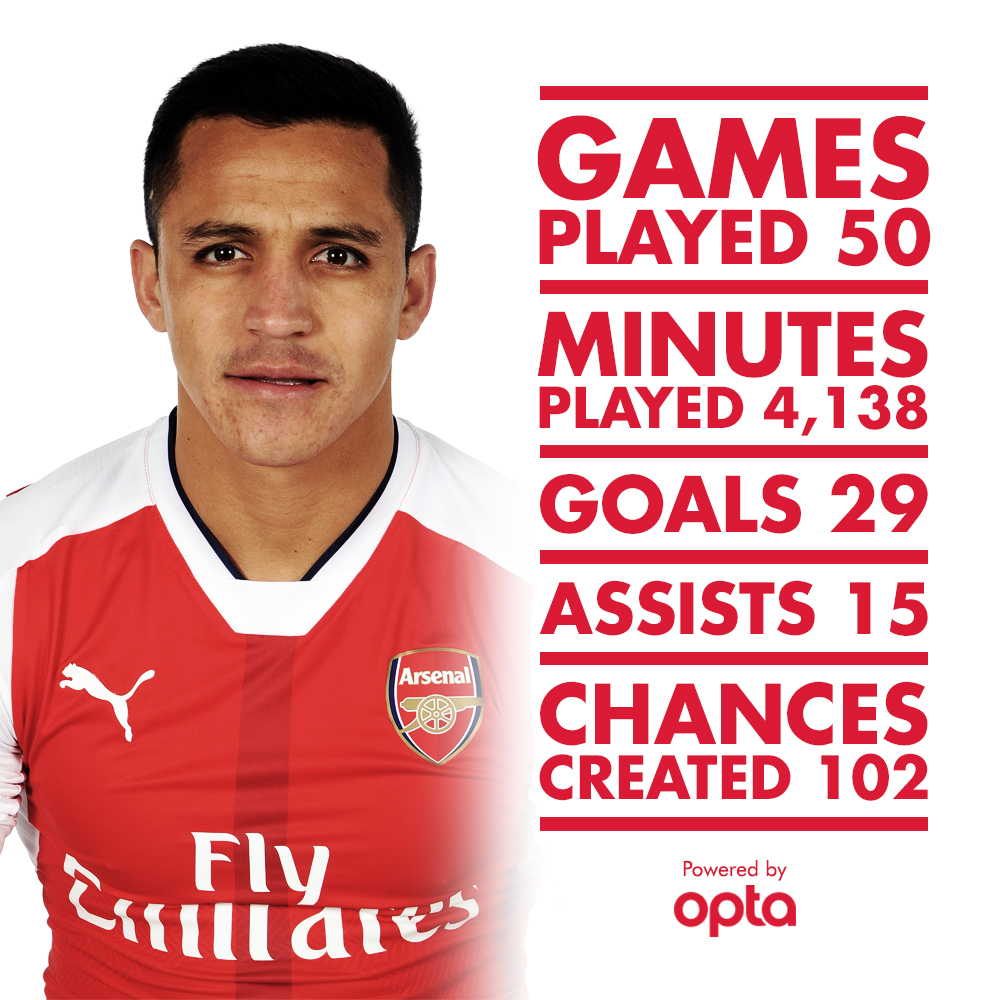 GAMES
PLAYED 50
MINUTES
PLAYED 4,138
GOALS 29
ASSISTS 15
CHANCES
CREATED 102
Powered by
opta
Arsenal
Fly
Emirates